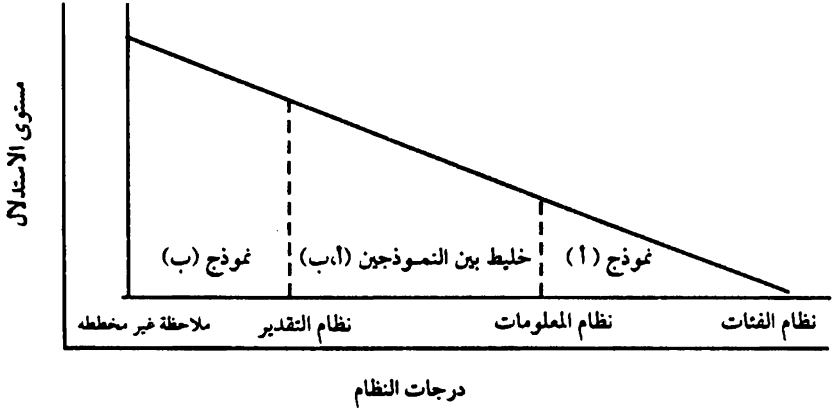 مستوى الاستدلال
نموذج (أ)
خليط بين النموذجين (أ،ب)
نموذج (ب)
نظام الفئات
نظام المعلومات
نظام التقدير
ملاحظة غير مخططه
درجات النظام